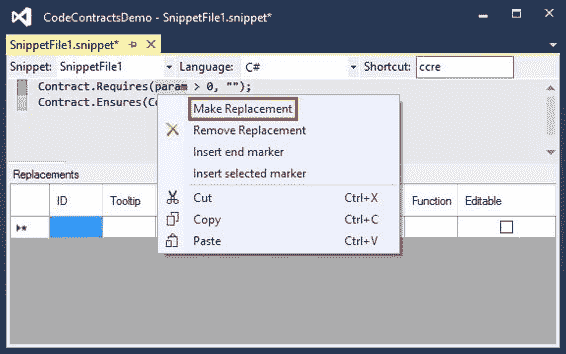 CodeContractsDemo - SnippetFile1.snippet*
SnippetFile1.snippet*
Snippet: SnippetFile1 Language: C# Shortcut: ccre
Contract.Requires(param > 0, "");
Contract.Ensures(Co
Make Replacement
Remove Replacement
Insert end marker
Insert selected marker
Cut Ctrl+X
Copy Ctrl+C
Paste Ctrl+V
Replacements
ID Tooltip Function Editable